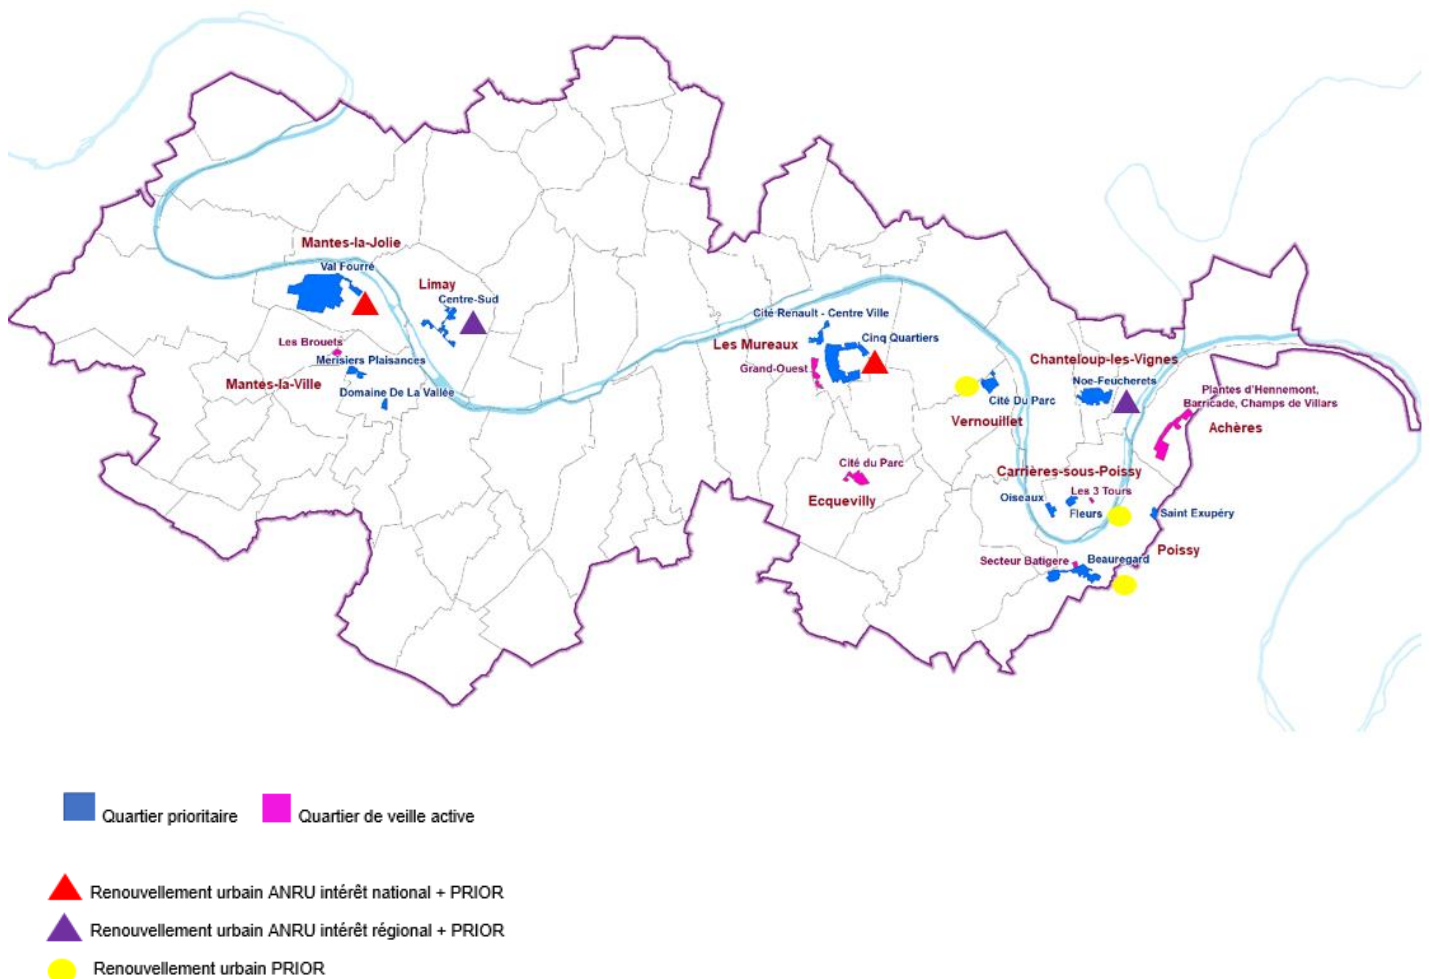 Mantes-la-Jolie
Val Fourré
Limay
Centre-Sud
Les Brouets
Merisiers Plaisances
Mantes-la-Ville
Domaine De La Vallée
Cité Renault - Centre Ville
Cinq Quartiers
Les Mureaux
Grand-Ouest
Chanteloup-les-Vignes
Noe-Feucherets
Cité Du Parc
Vernouillet
Plantes d'Hennemont,
Barricade, Champs de Villars
Achères
Cité du Parc
Ecquevilly
Carrières-sous-Poissy
Oiseaux
Les 3 Tours
Fleurs
Saint Exupéry
Poissy
Secteur Batigere
Beauregard
Quartier prioritaire
Quartier de veille active
Renouvellement urbain ANRU intérêt national + PRIOR
Renouvellement urbain ANRU intérêt régional + PRIOR
Renouvellement urbain PRIOR